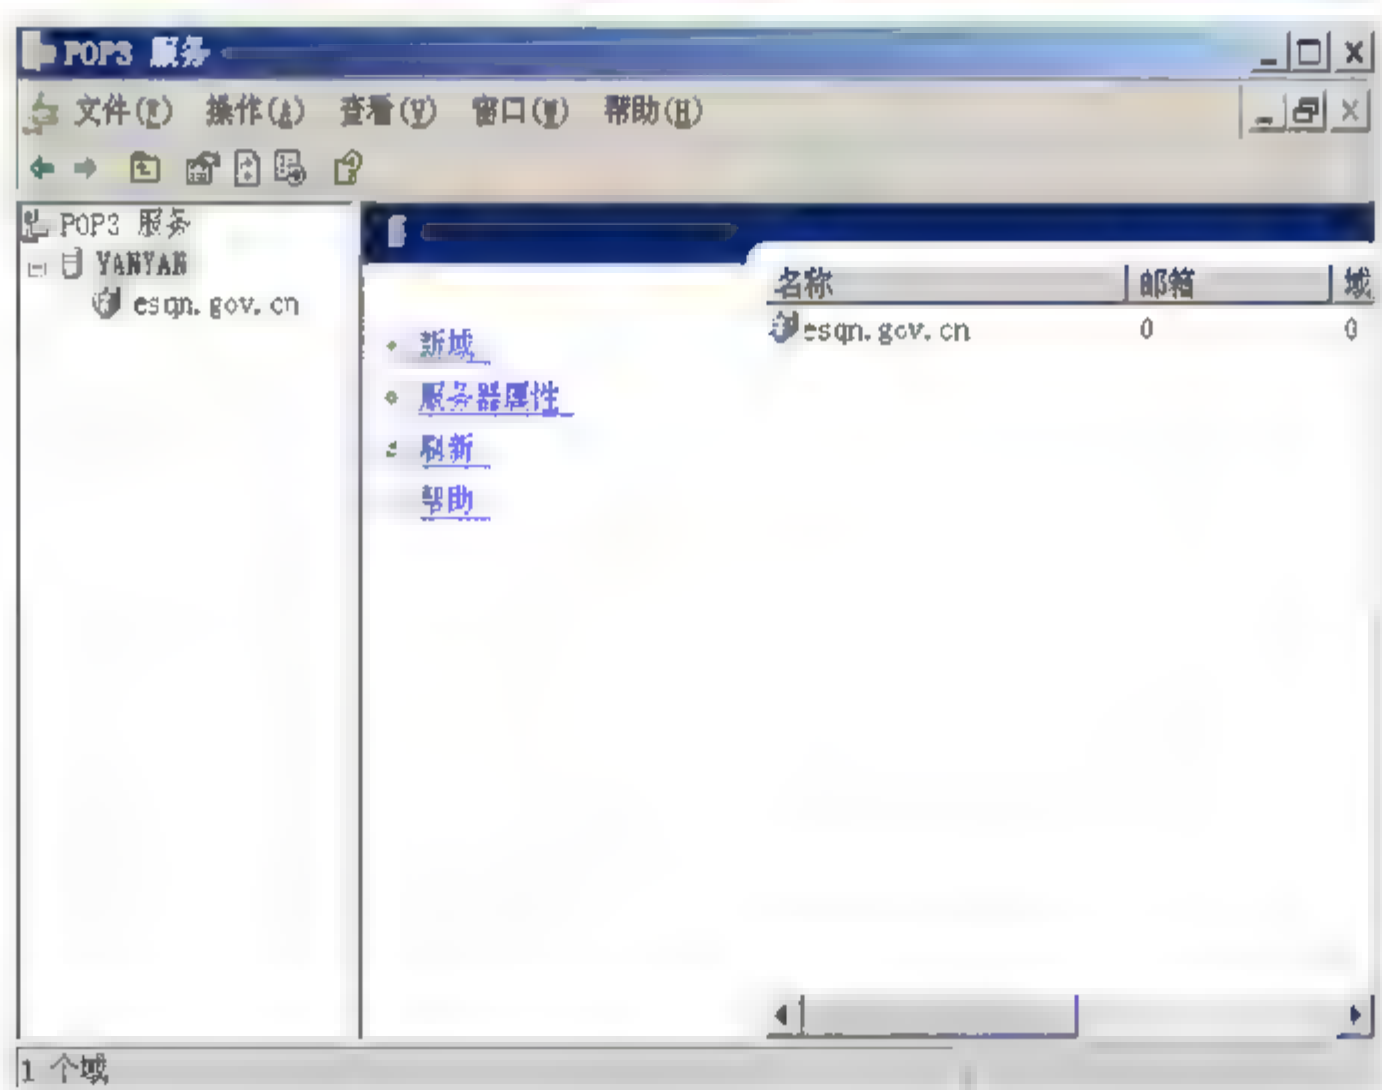 POP3 服务
文件(F) 操作(A) 查看(V) 窗口(W) 帮助(H)
POP3 服务
YANYAN
esqn.gov.cn
新域
服务器属性
刷新
帮助
名称 邮箱 域
esqn.gov.cn 0 0
1 个域